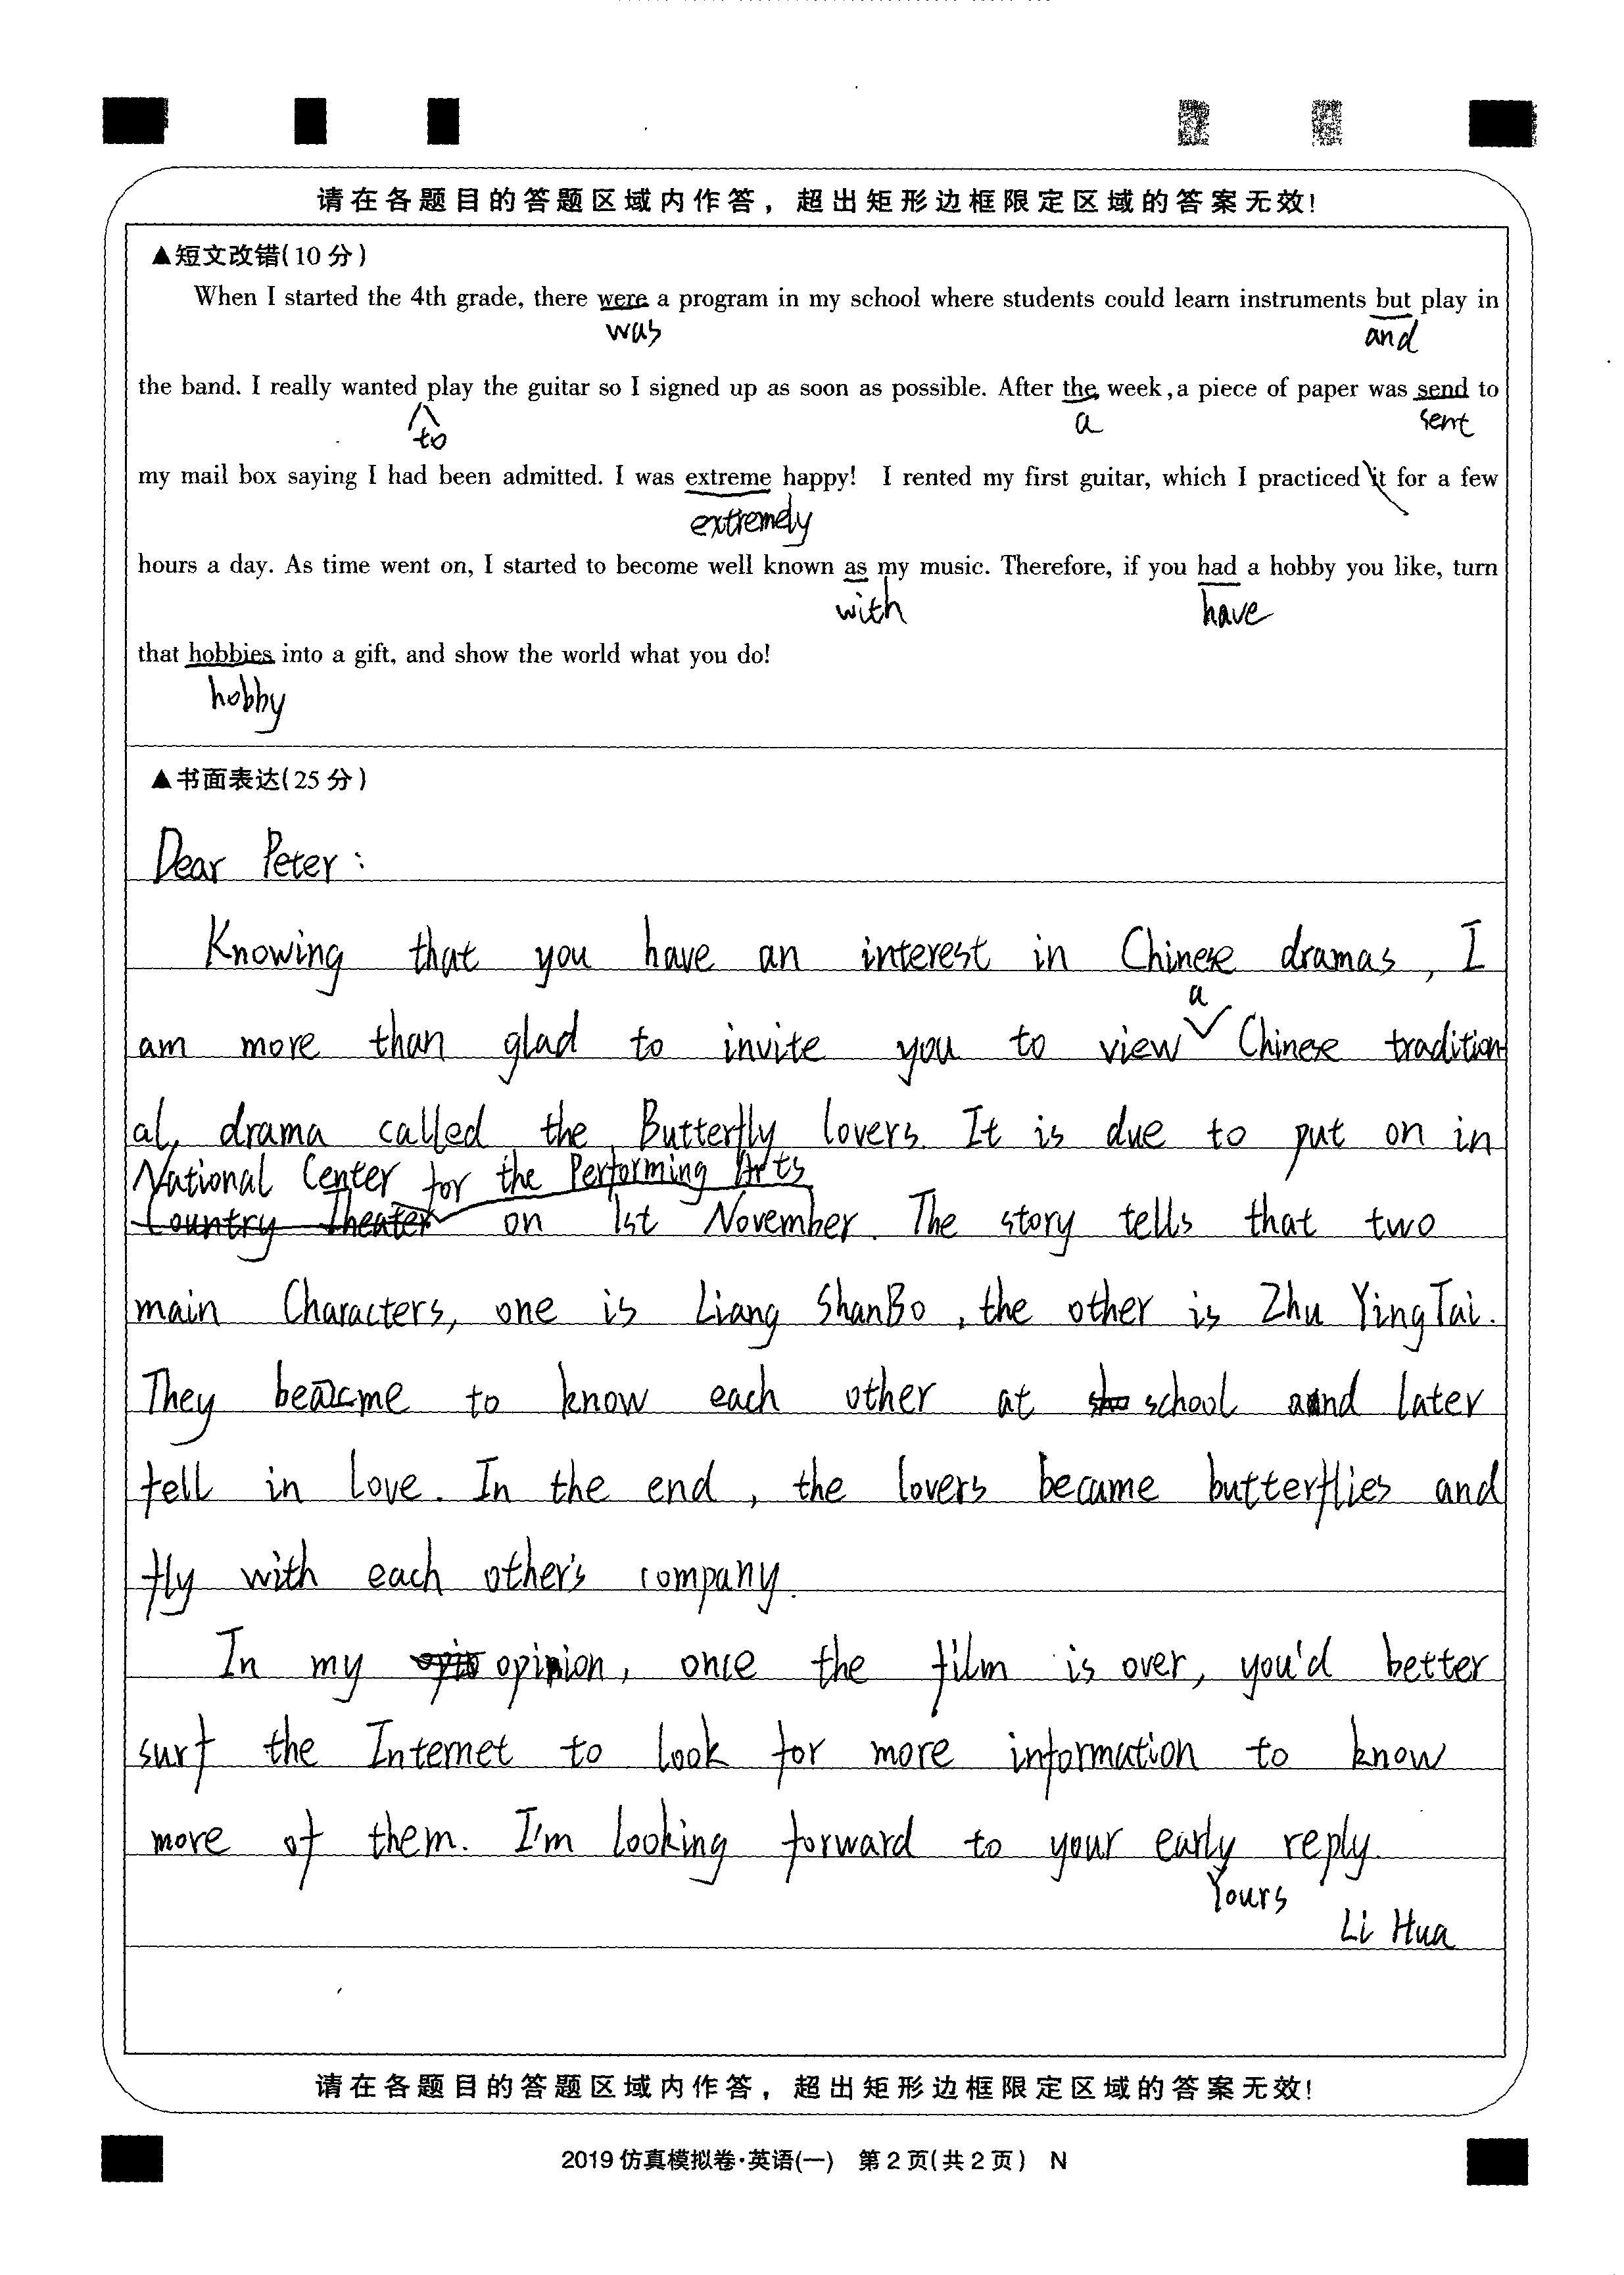 请在各题目的答题区域内作答，超出矩形边框限定区域的答案无效！
▲短文改错(10分)
When I started the 4th grade, there were a program in my school where students could learn instruments but play in
was and
the band. I really wanted play the guitar so I signed up as soon as possible. After the week, a piece of paper was send to
to a sent
my mail box saying I had been admitted. I was extreme happy! I rented my first guitar, which I practiced it for a few
extremely
hours a day. As time went on, I started to become well known as my music. Therefore, if you had a hobby you like, turn
with have
that hobbies into a gift, and show the world what you do!
hobby
▲书面表达(25分)
Dear Peter:
Knowing that you have an interest in Chinese dramas, I
a
am more than glad to invite you to view Chinese tradition
al, drama called the Butterfly lovers. It is due to put on in
National Center for the Performing Arts
Country Theater on 1st November. The story tells that two
main Characters, one is Liang ShanBo, the other is Zhu YingTai.
They became to know each other at school and later
fell in love. In the end, the lovers became butterflies and
fly with each other's company.
In my opinion, once the film is over, you'd better
surf the Internet to look for more information to know
more of them. I'm looking forward to your early reply.
Yours
Li Hua
请在各题目的答题区域内作答，超出矩形边框限定区域的答案无效！
2019仿真模拟卷·英语(一) 第2页(共2页) N